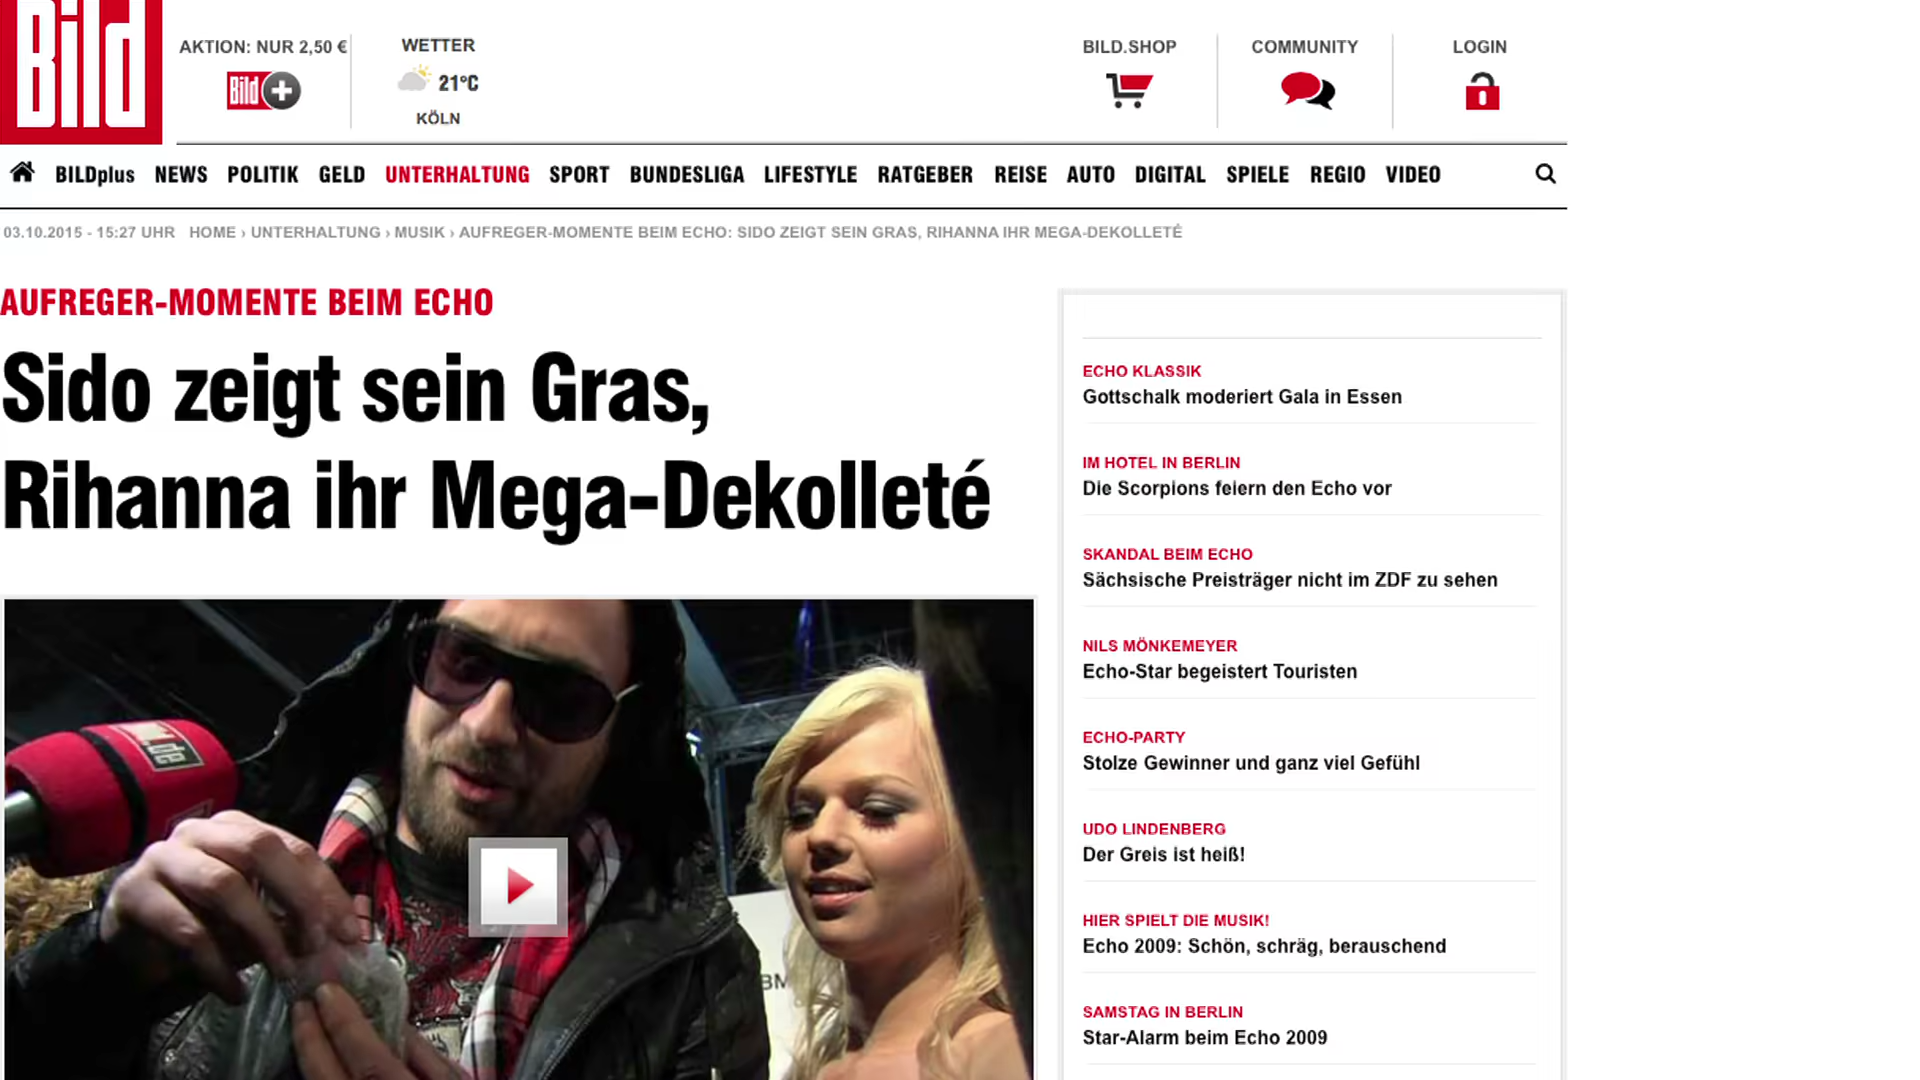 Bild
AKTION: NUR 2,50 €
Bild +
WETTER
21°C
KÖLN
BILD.SHOP
COMMUNITY
LOGIN
BILDplus NEWS POLITIK GELD UNTERHALTUNG SPORT BUNDESLIGA LIFESTYLE RATGEBER REISE AUTO DIGITAL SPIELE REGIO VIDEO
03.10.2015 - 15:27 UHR HOME › UNTERHALTUNG › MUSIK › AUFREGER-MOMENTE BEIM ECHO: SIDO ZEIGT SEIN GRAS, RIHANNA IHR MEGA-DEKOLLETÉ
AUFREGER-MOMENTE BEIM ECHO
Sido zeigt sein Gras,
Rihanna ihr Mega-Dekolleté
ECHO KLASSIK
Gottschalk moderiert Gala in Essen
IM HOTEL IN BERLIN
Die Scorpions feiern den Echo vor
SKANDAL BEIM ECHO
Sächsische Preisträger nicht im ZDF zu sehen
NILS MÖNKEMEYER
Echo-Star begeistert Touristen
ECHO-PARTY
Stolze Gewinner und ganz viel Gefühl
UDO LINDENBERG
Der Greis ist heiß!
HIER SPIELT DIE MUSIK!
Echo 2009: Schön, schräg, berauschend
SAMSTAG IN BERLIN
Star-Alarm beim Echo 2009